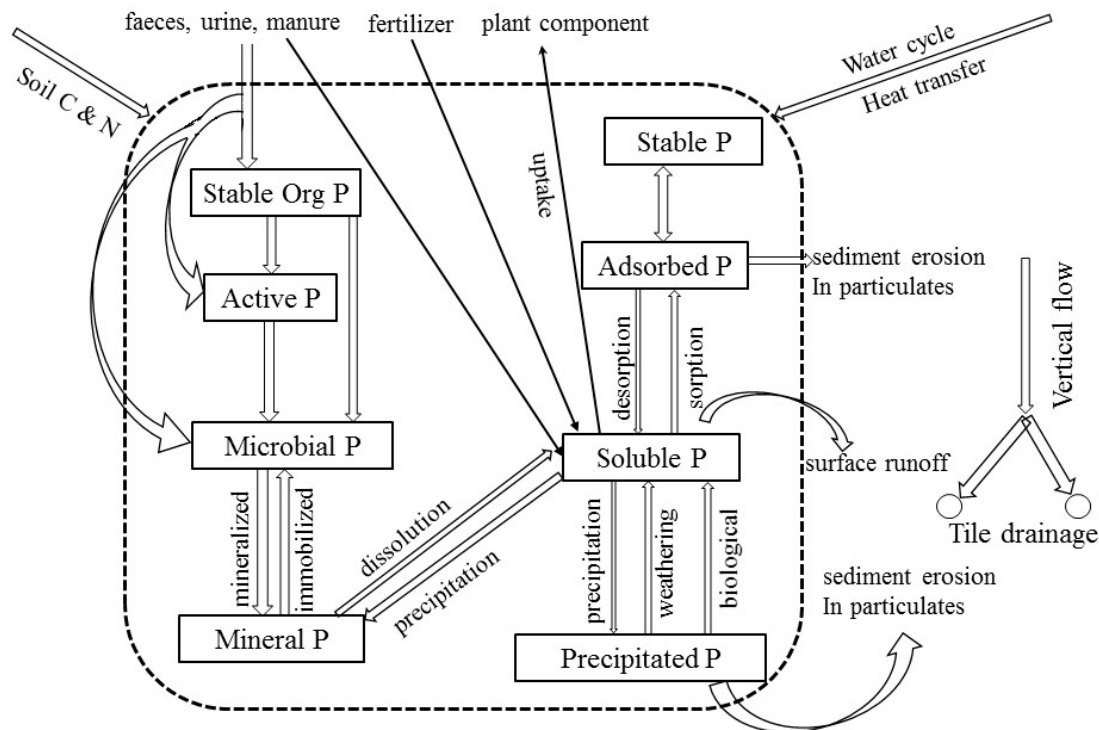 faeces, urine, manure
fertilizer
plant component
Water cycle
Heat transfer
Soil C & N
Stable P
uptake
Stable Org P
Adsorbed P
sediment erosion
In particulates
Active P
Vertical flow
desorption
sorption
Microbial P
Soluble P
surface runoff
mineralized
immobilized
dissolution
precipitation
precipitation
weathering
biological
Tile drainage
sediment erosion
In particulates
Mineral P
Precipitated P